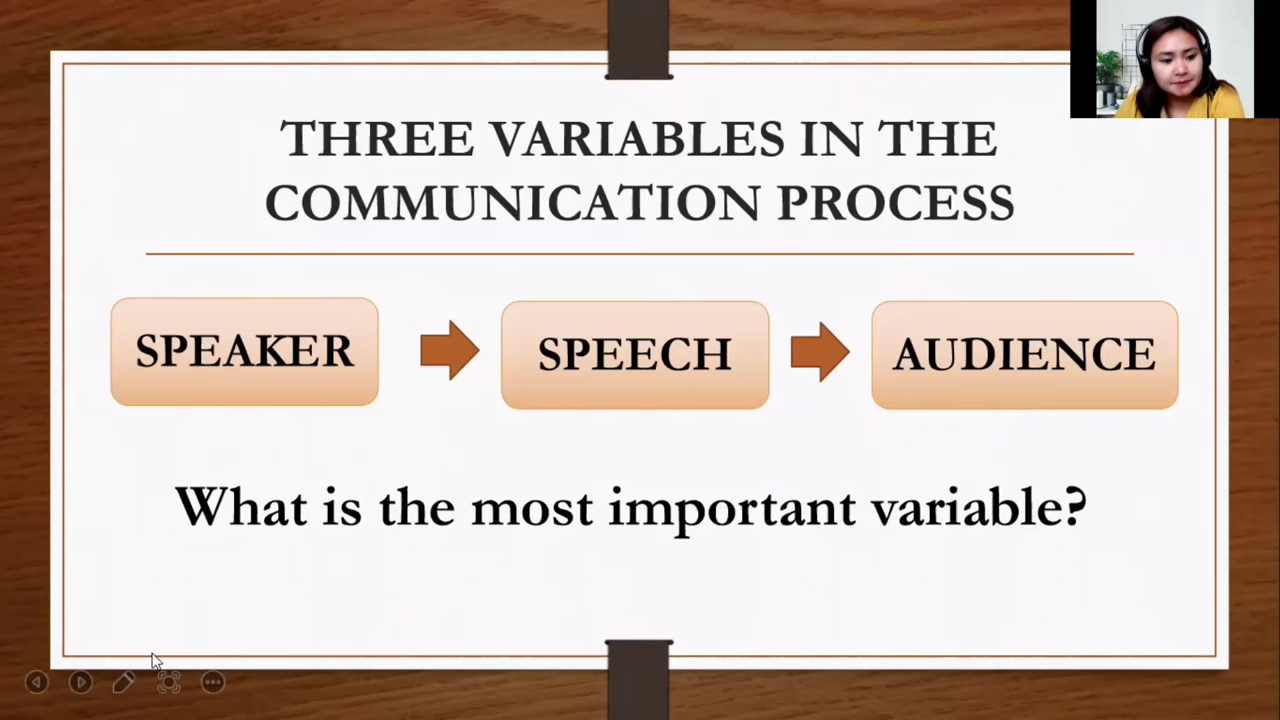 THREE VARIABLES IN THE
COMMUNICATION PROCESS
SPEAKER
SPEECH
AUDIENCE
What is the most important variable?